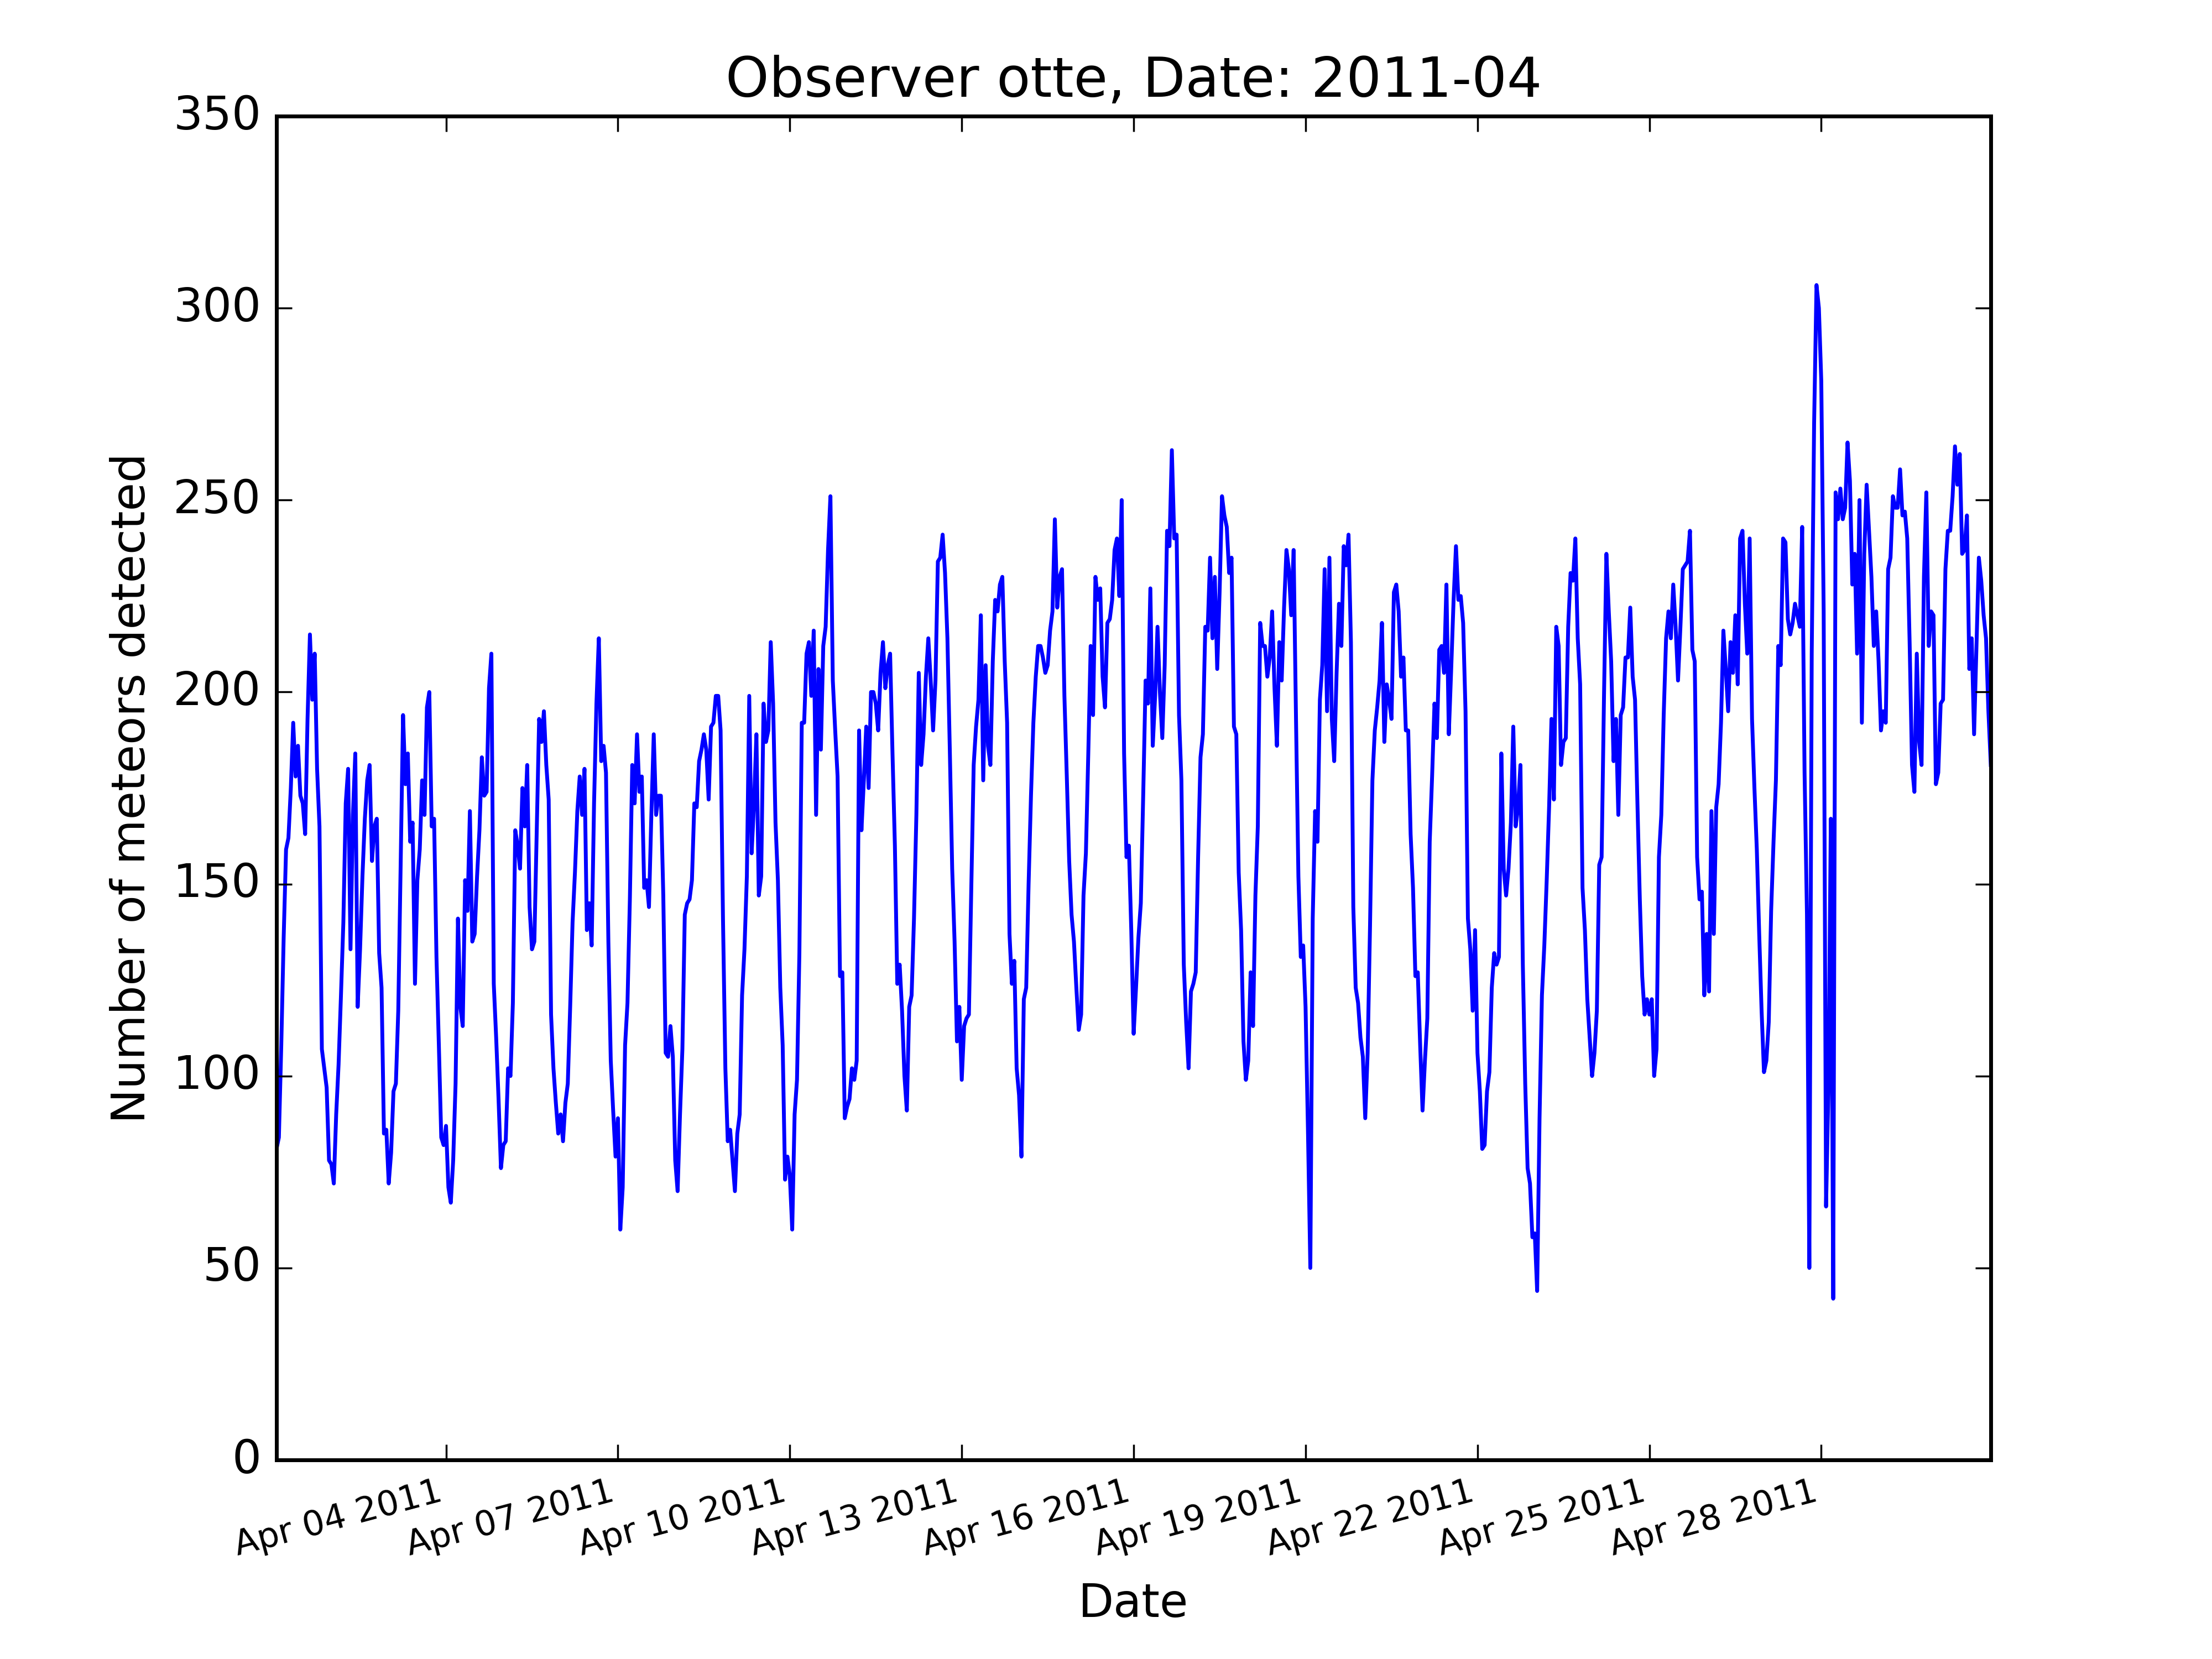 Observer otte, Date: 2011-04
350
300
250
200
150
100
50
0
Number of meteors detected
Apr 04 2011
Apr 07 2011
Apr 10 2011
Apr 13 2011
Apr 16 2011
Apr 19 2011
Apr 22 2011
Apr 25 2011
Apr 28 2011
Date